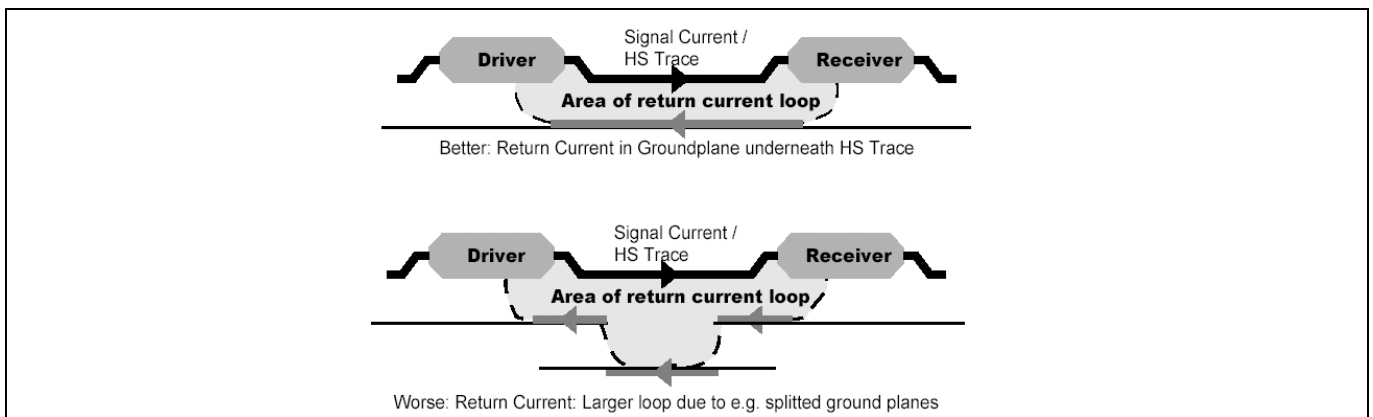 Signal Current /
HS Trace
Driver
Receiver
Area of return current loop
Better: Return Current in Groundplane underneath HS Trace
Signal Current /
HS Trace
Driver
Receiver
Area of return current loop
Worse: Return Current: Larger loop due to e.g. splitted ground planes